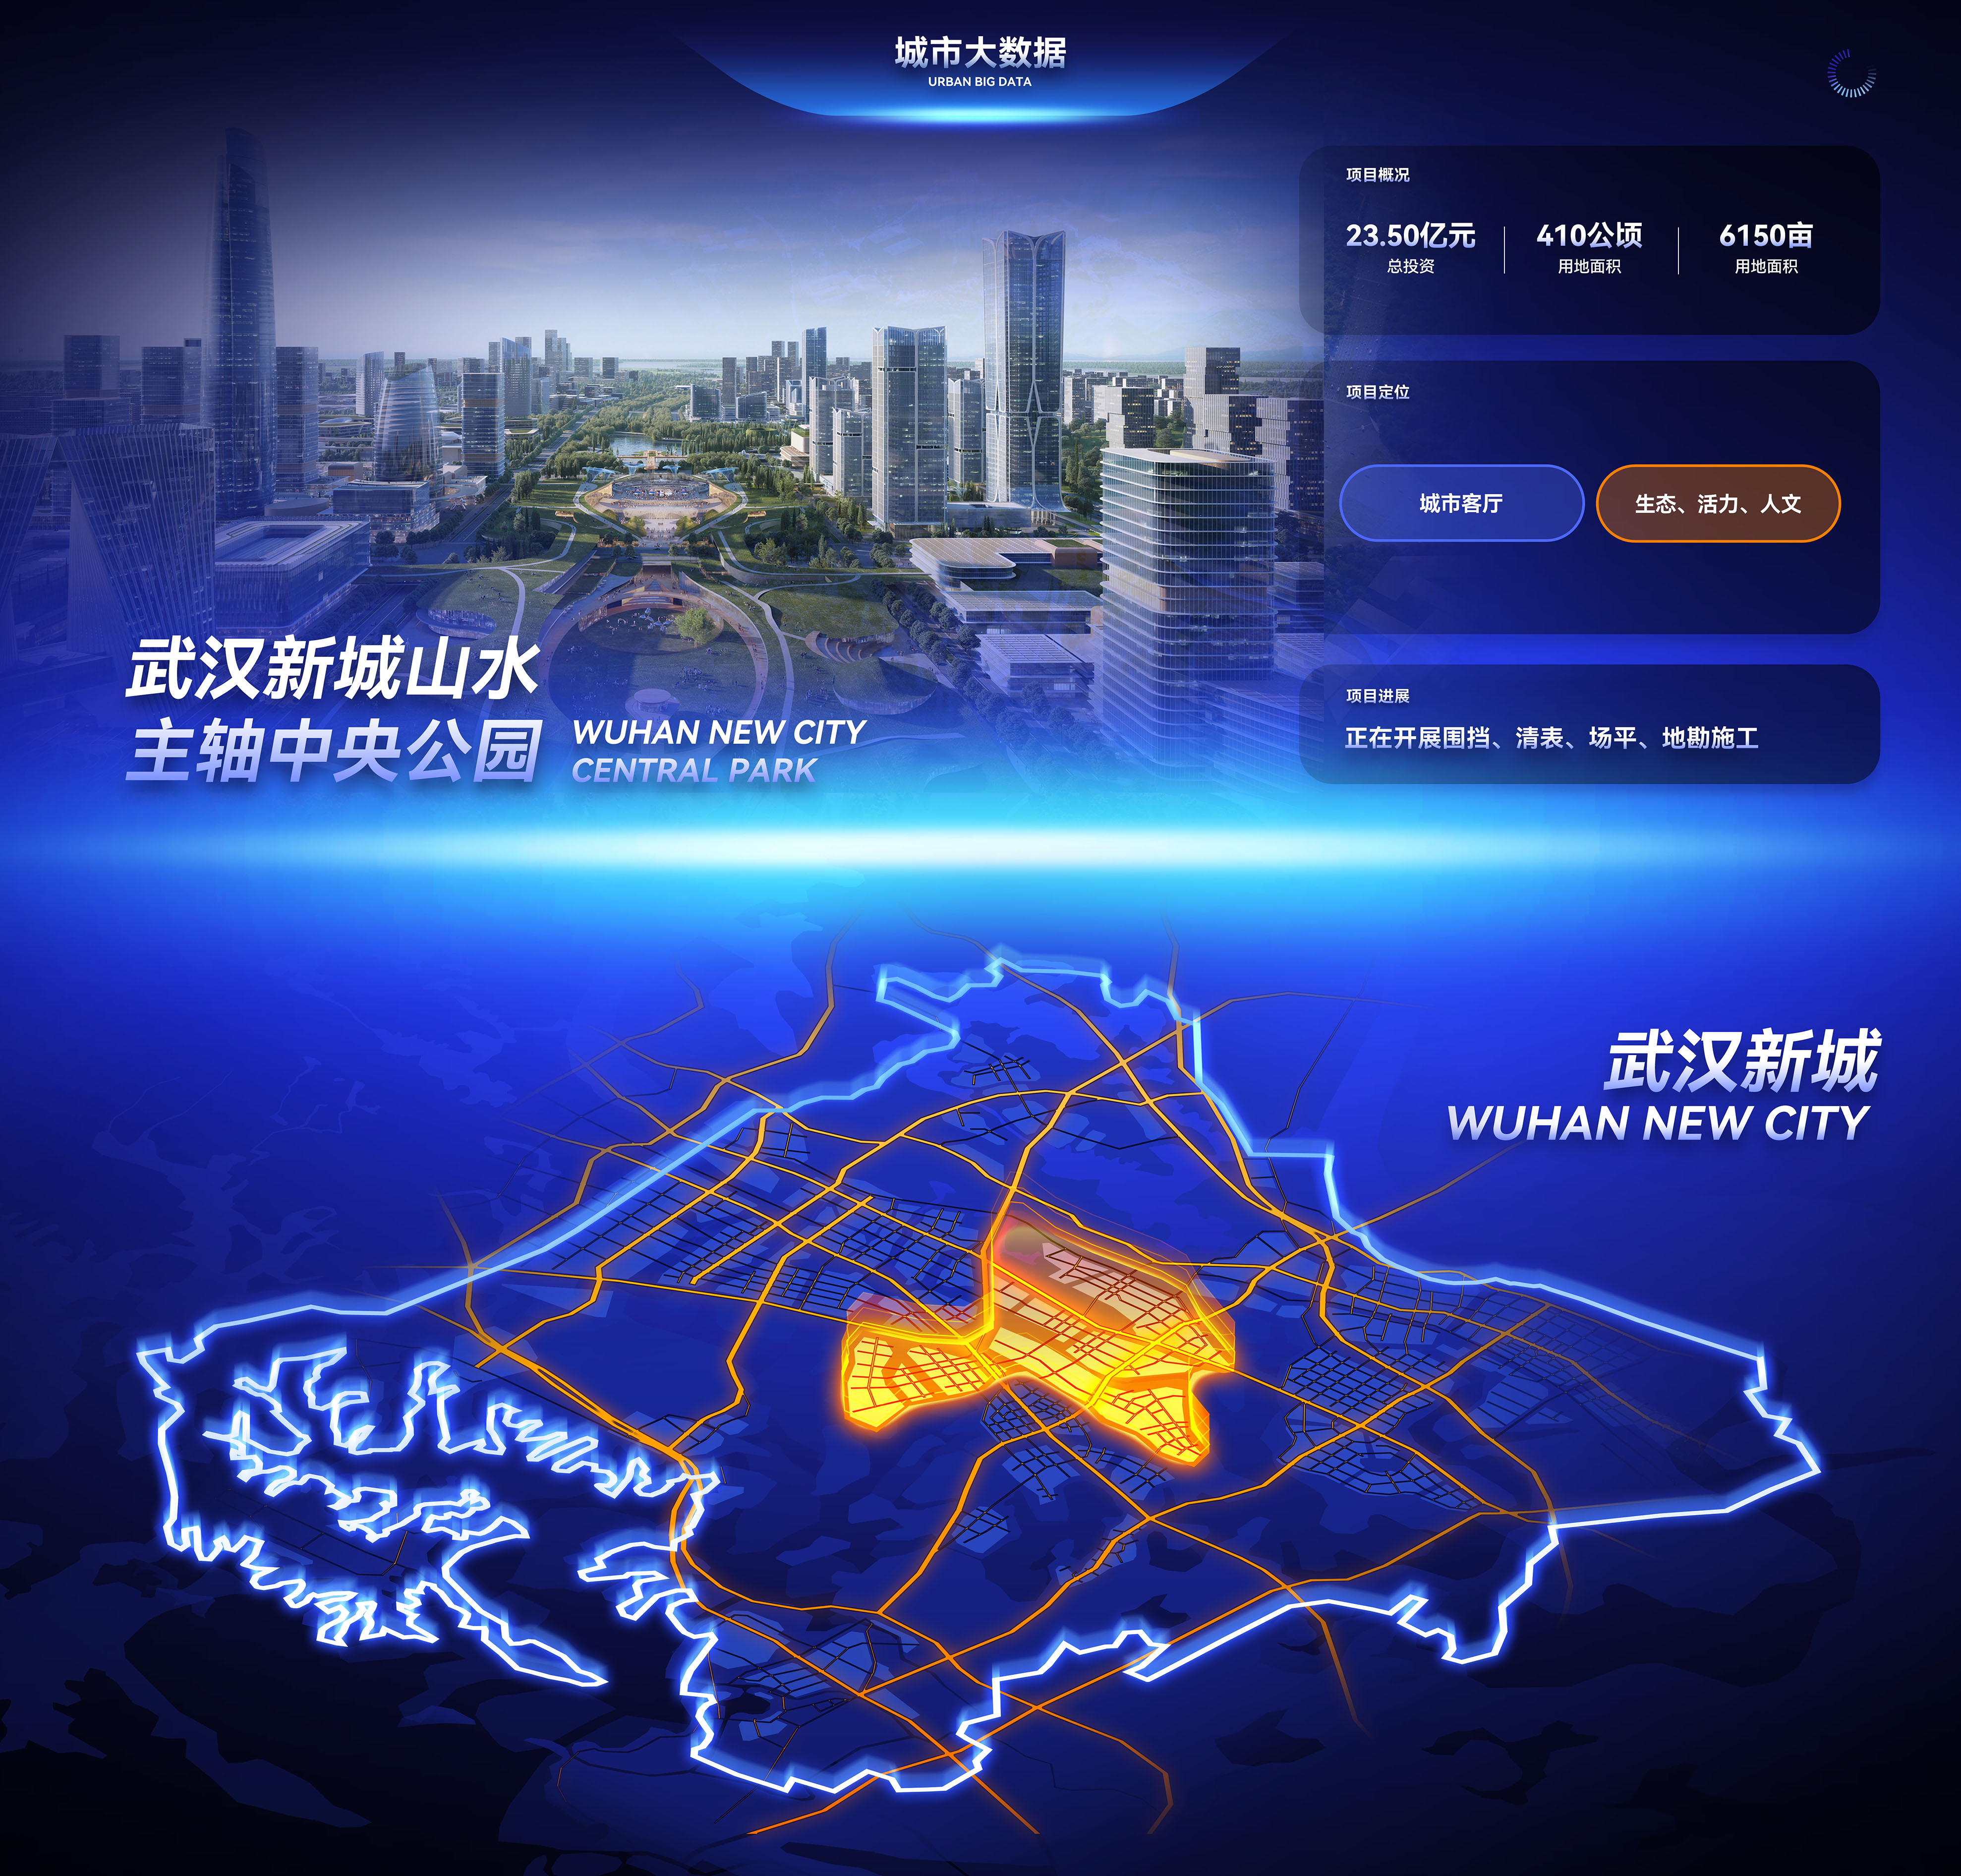 城市大数据
URBAN BIG DATA
项目概况
23.50亿元
总投资
410公顷
用地面积
6150亩
用地面积
项目定位
城市客厅
生态、活力、人文
项目进展
正在开展围挡、清表、场平、地勘施工
武汉新城山水
主轴中央公园
WUHAN NEW CITY
CENTRAL PARK
武汉新城
WUHAN NEW CITY